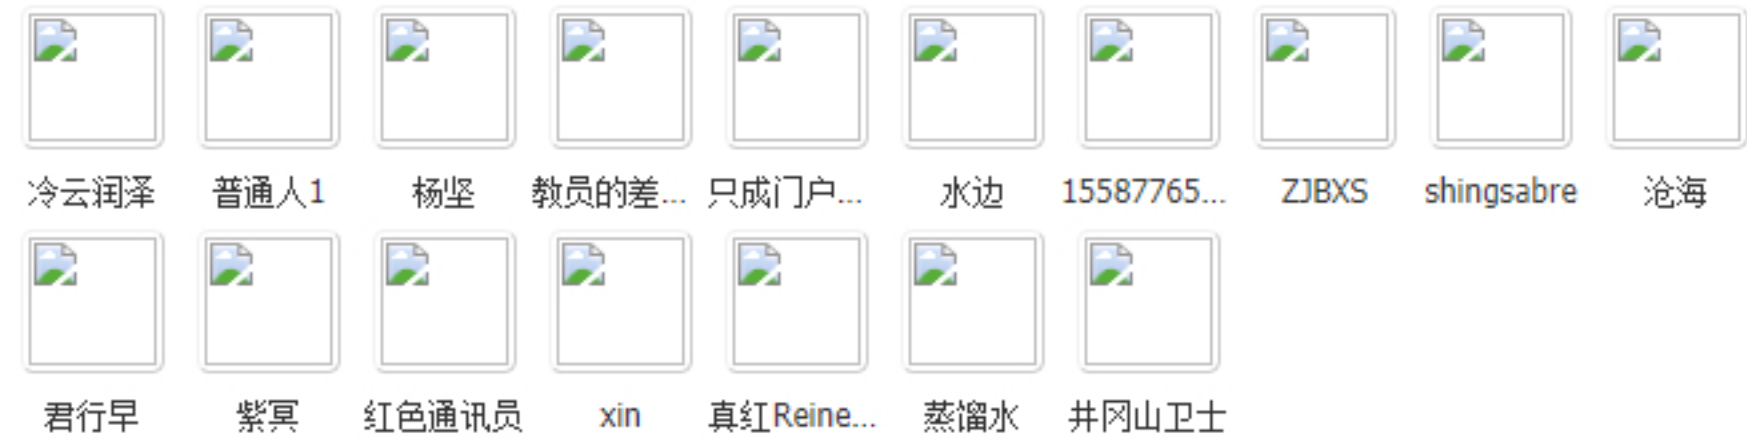 冷云润泽 普通人1 杨坚 教员的差... 只成门户... 水边 15587765... ZJBXS shingsabre 沧海
君行早 紫冥 红色通讯员 xin 真红Reine... 蒸馏水 井冈山卫士